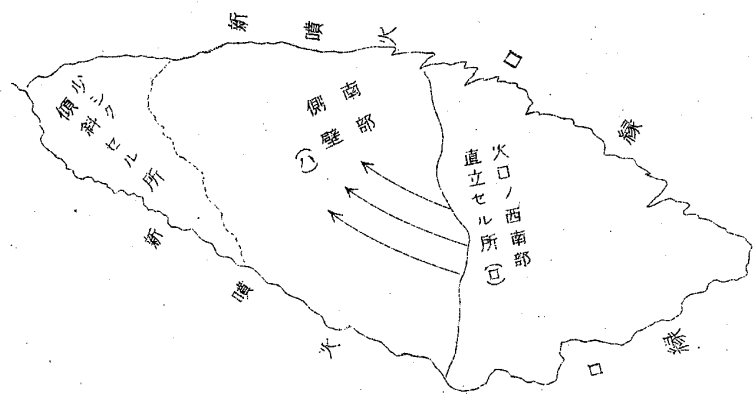 新噴火口縁
少シク
傾斜セル所
南部
側壁
(ハ)
火口ノ西南部
直立セル所(ロ)
新噴火口縁